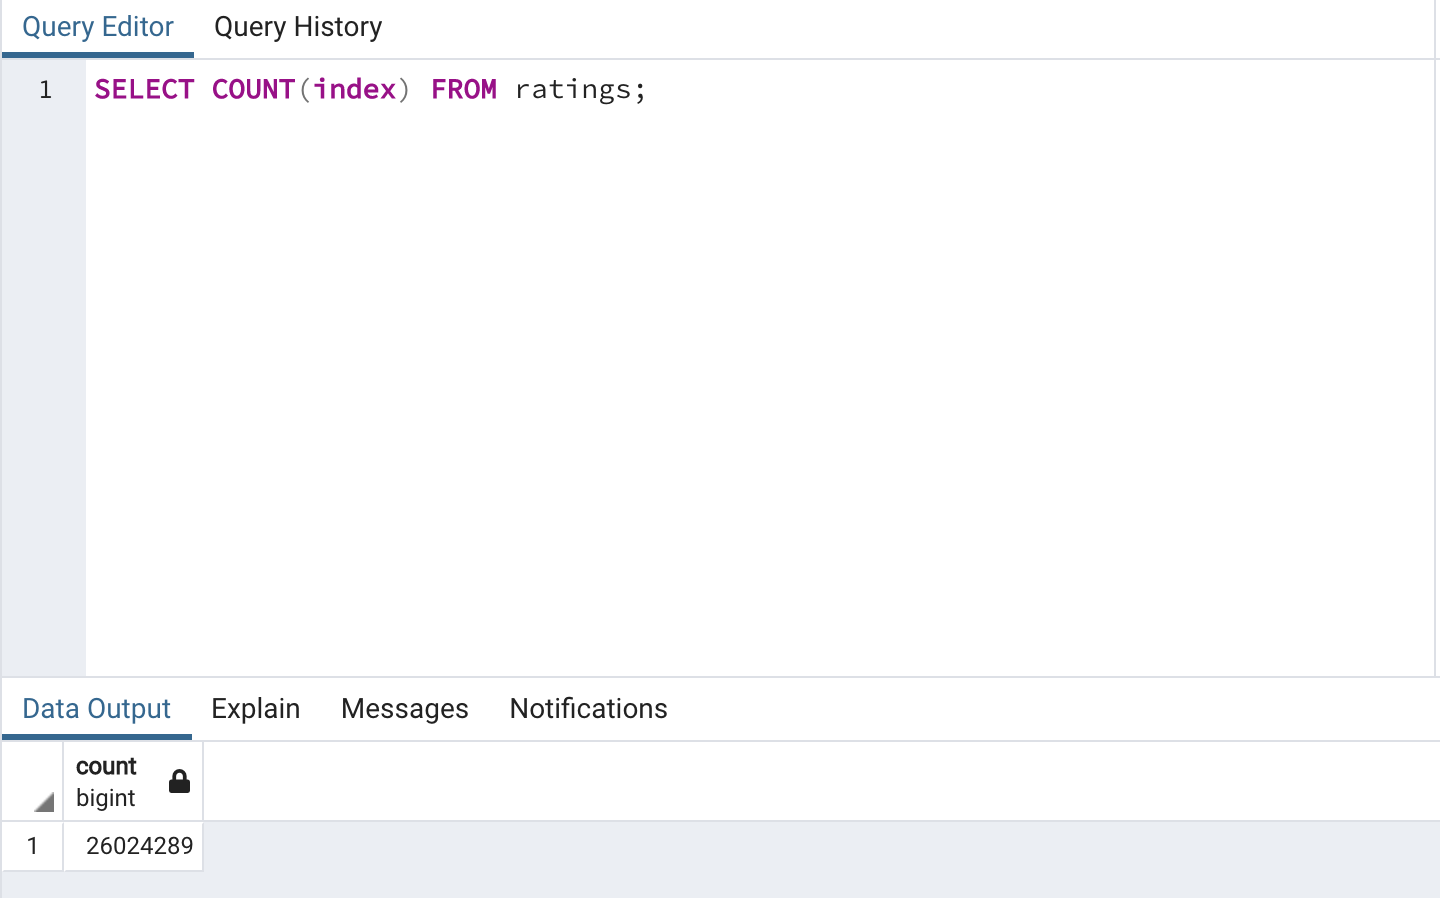 Query Editor Query History
1 SELECT COUNT(index) FROM ratings;
Data Output Explain Messages Notifications
count
bigint
1 26024289